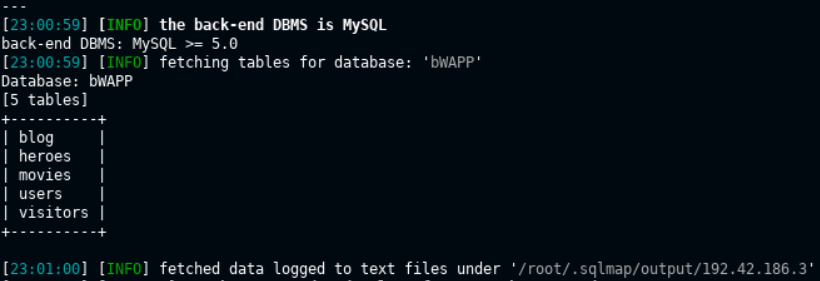 ---
[23:00:59] [INFO] the back-end DBMS is MySQL
back-end DBMS: MySQL >= 5.0
[23:00:59] [INFO] fetching tables for database: 'bWAPP'
Database: bWAPP
[5 tables]
+----------+
| blog     |
| heroes   |
| movies   |
| users    |
| visitors |
+----------+
[23:01:00] [INFO] fetched data logged to text files under '/root/.sqlmap/output/192.42.186.3'